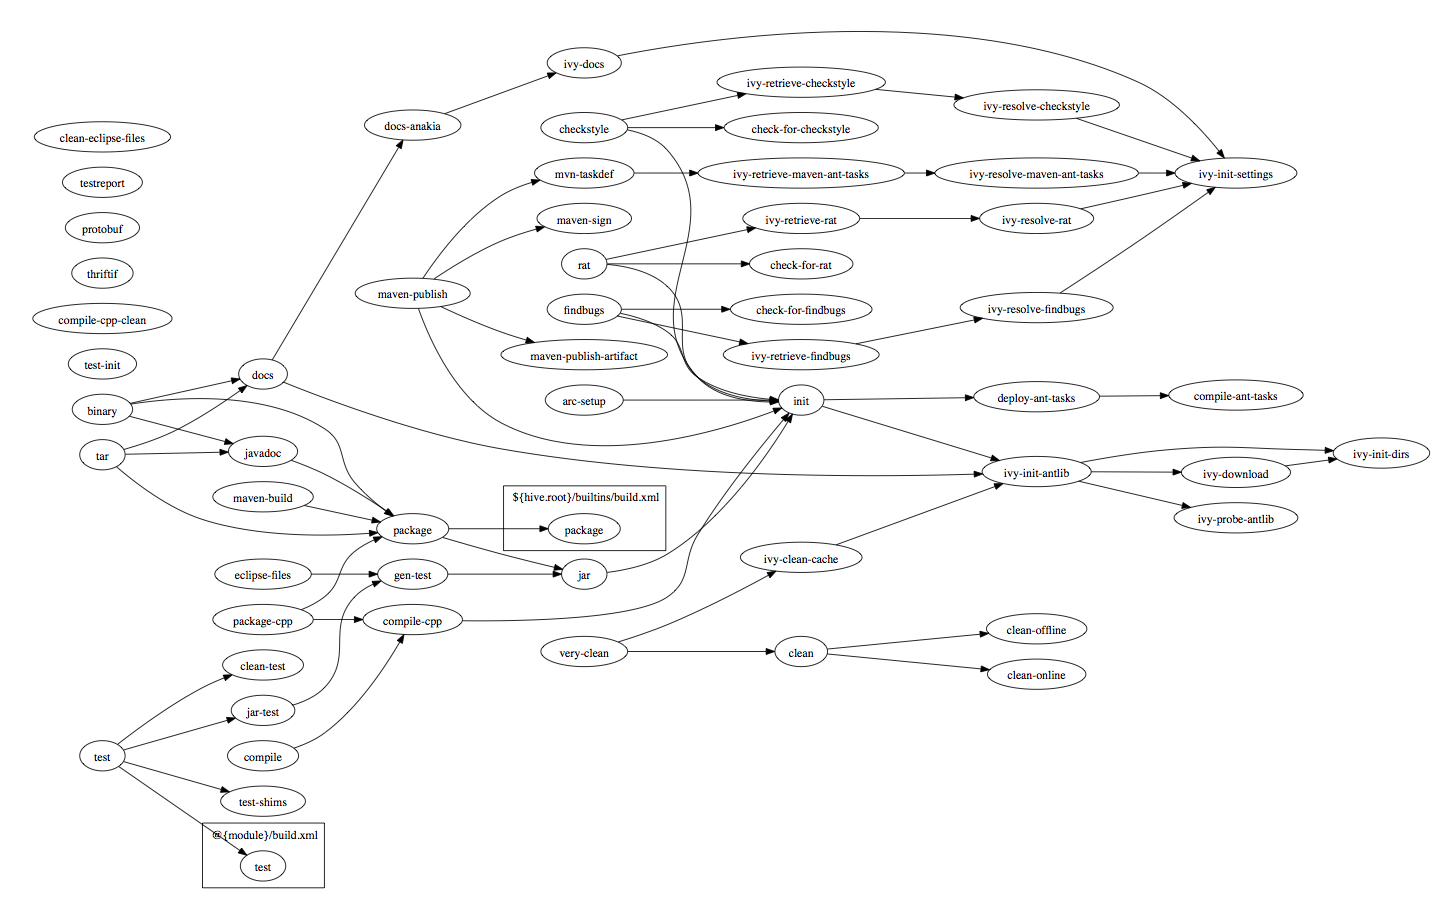 ivy-docs
ivy-retrieve-checkstyle
ivy-resolve-checkstyle
docs-anakia
checkstyle
check-for-checkstyle
clean-eclipse-files
mvn-taskdef
ivy-retrieve-maven-ant-tasks
ivy-resolve-maven-ant-tasks
ivy-init-settings
testreport
maven-sign
ivy-retrieve-rat
ivy-resolve-rat
protobuf
rat
check-for-rat
thriftif
maven-publish
findbugs
check-for-findbugs
ivy-resolve-findbugs
compile-cpp-clean
maven-publish-artifact
ivy-retrieve-findbugs
test-init
docs
arc-setup
init
deploy-ant-tasks
compile-ant-tasks
binary
tar
javadoc
ivy-init-antlib
ivy-download
ivy-init-dirs
maven-build
${hive.root}/builtins/build.xml
package
package
ivy-probe-antlib
ivy-clean-cache
eclipse-files
gen-test
jar
package-cpp
compile-cpp
clean-offline
very-clean
clean
clean-test
clean-online
jar-test
test
compile
test-shims
@{module}/build.xml
test